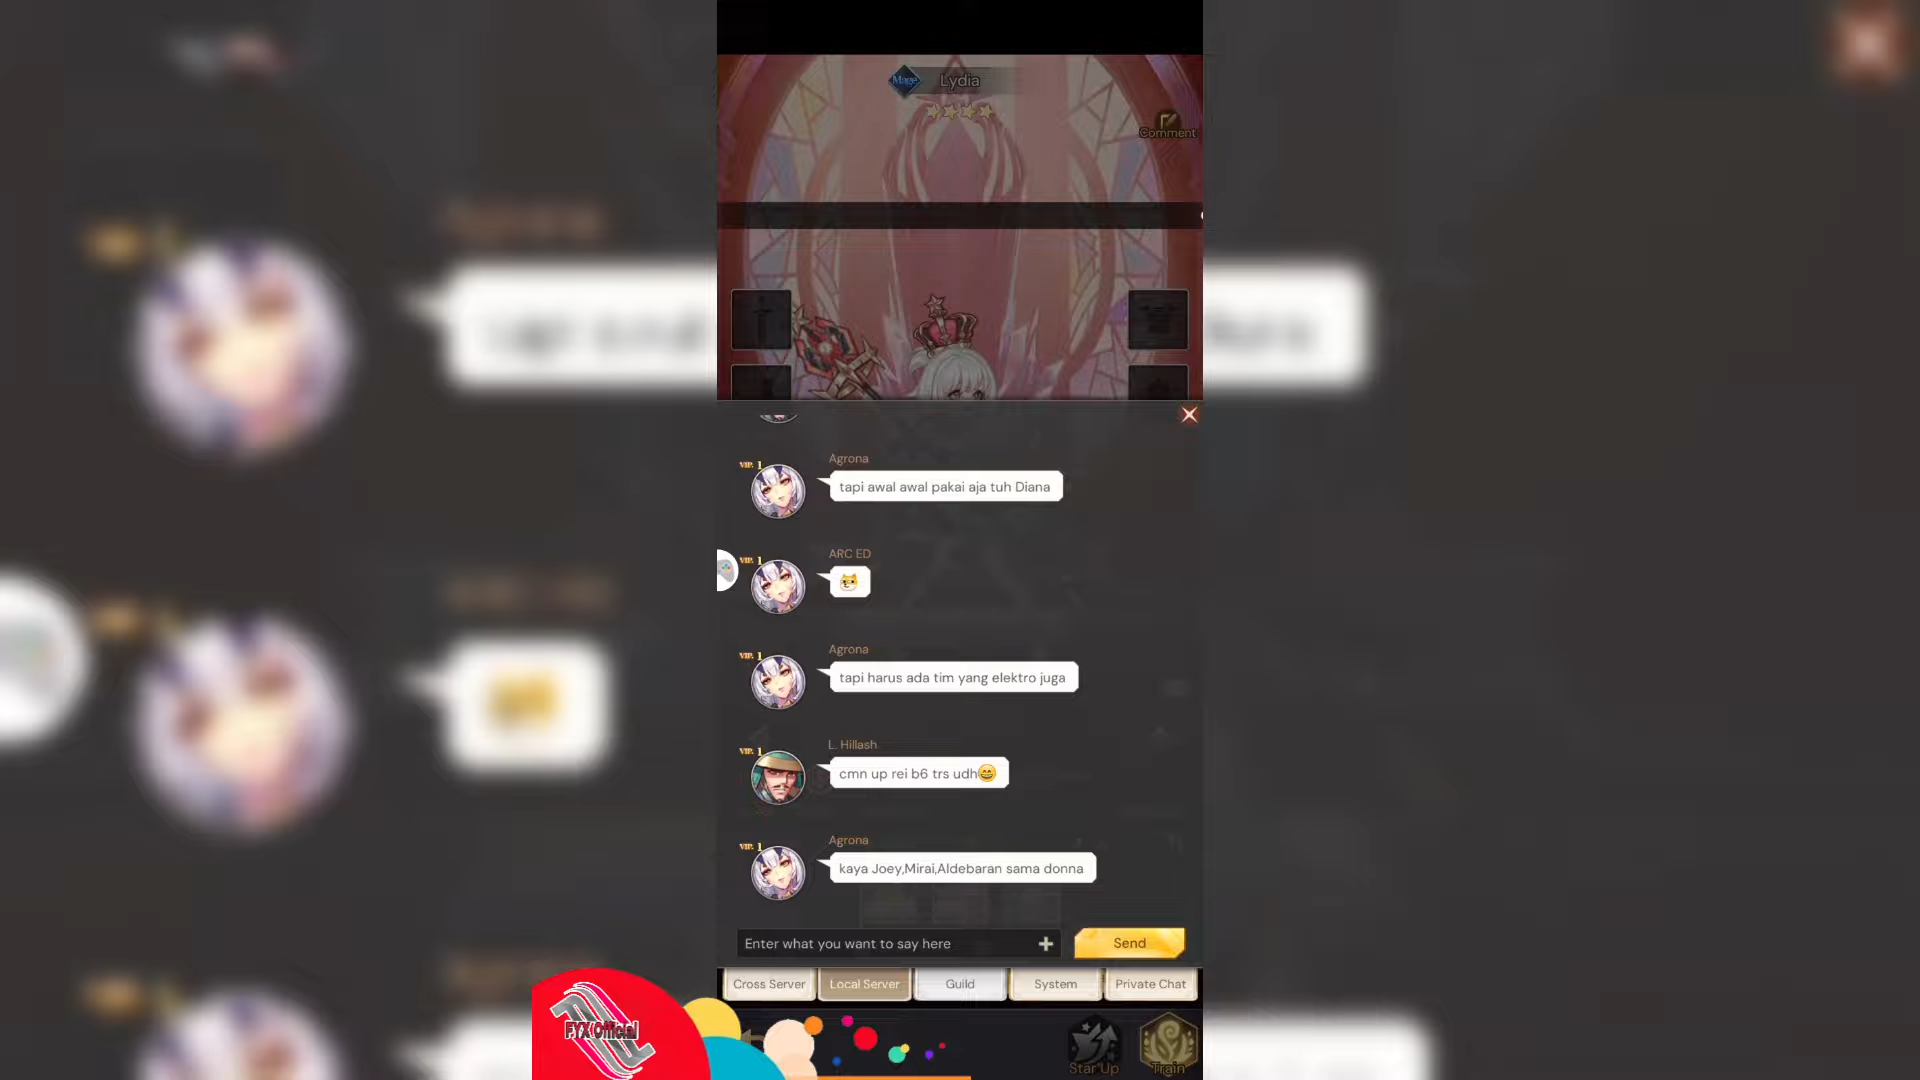 Mage
Lydia
Comment
Agrona
VIP. 1
tapi awal awal pakai aja tuh Diana
ARC ED
VIP. 1
Agrona
VIP. 1
tapi harus ada tim yang elektro juga
L. Hillash
VIP. 1
cmn up rei b6 trs udh😄
Agrona
VIP. 1
kaya Joey,Mirai,Aldebaran sama donna
Enter what you want to say here
Send
Cross Server
Local Server
Guild
System
Private Chat
FYX Official
Star Up
Train